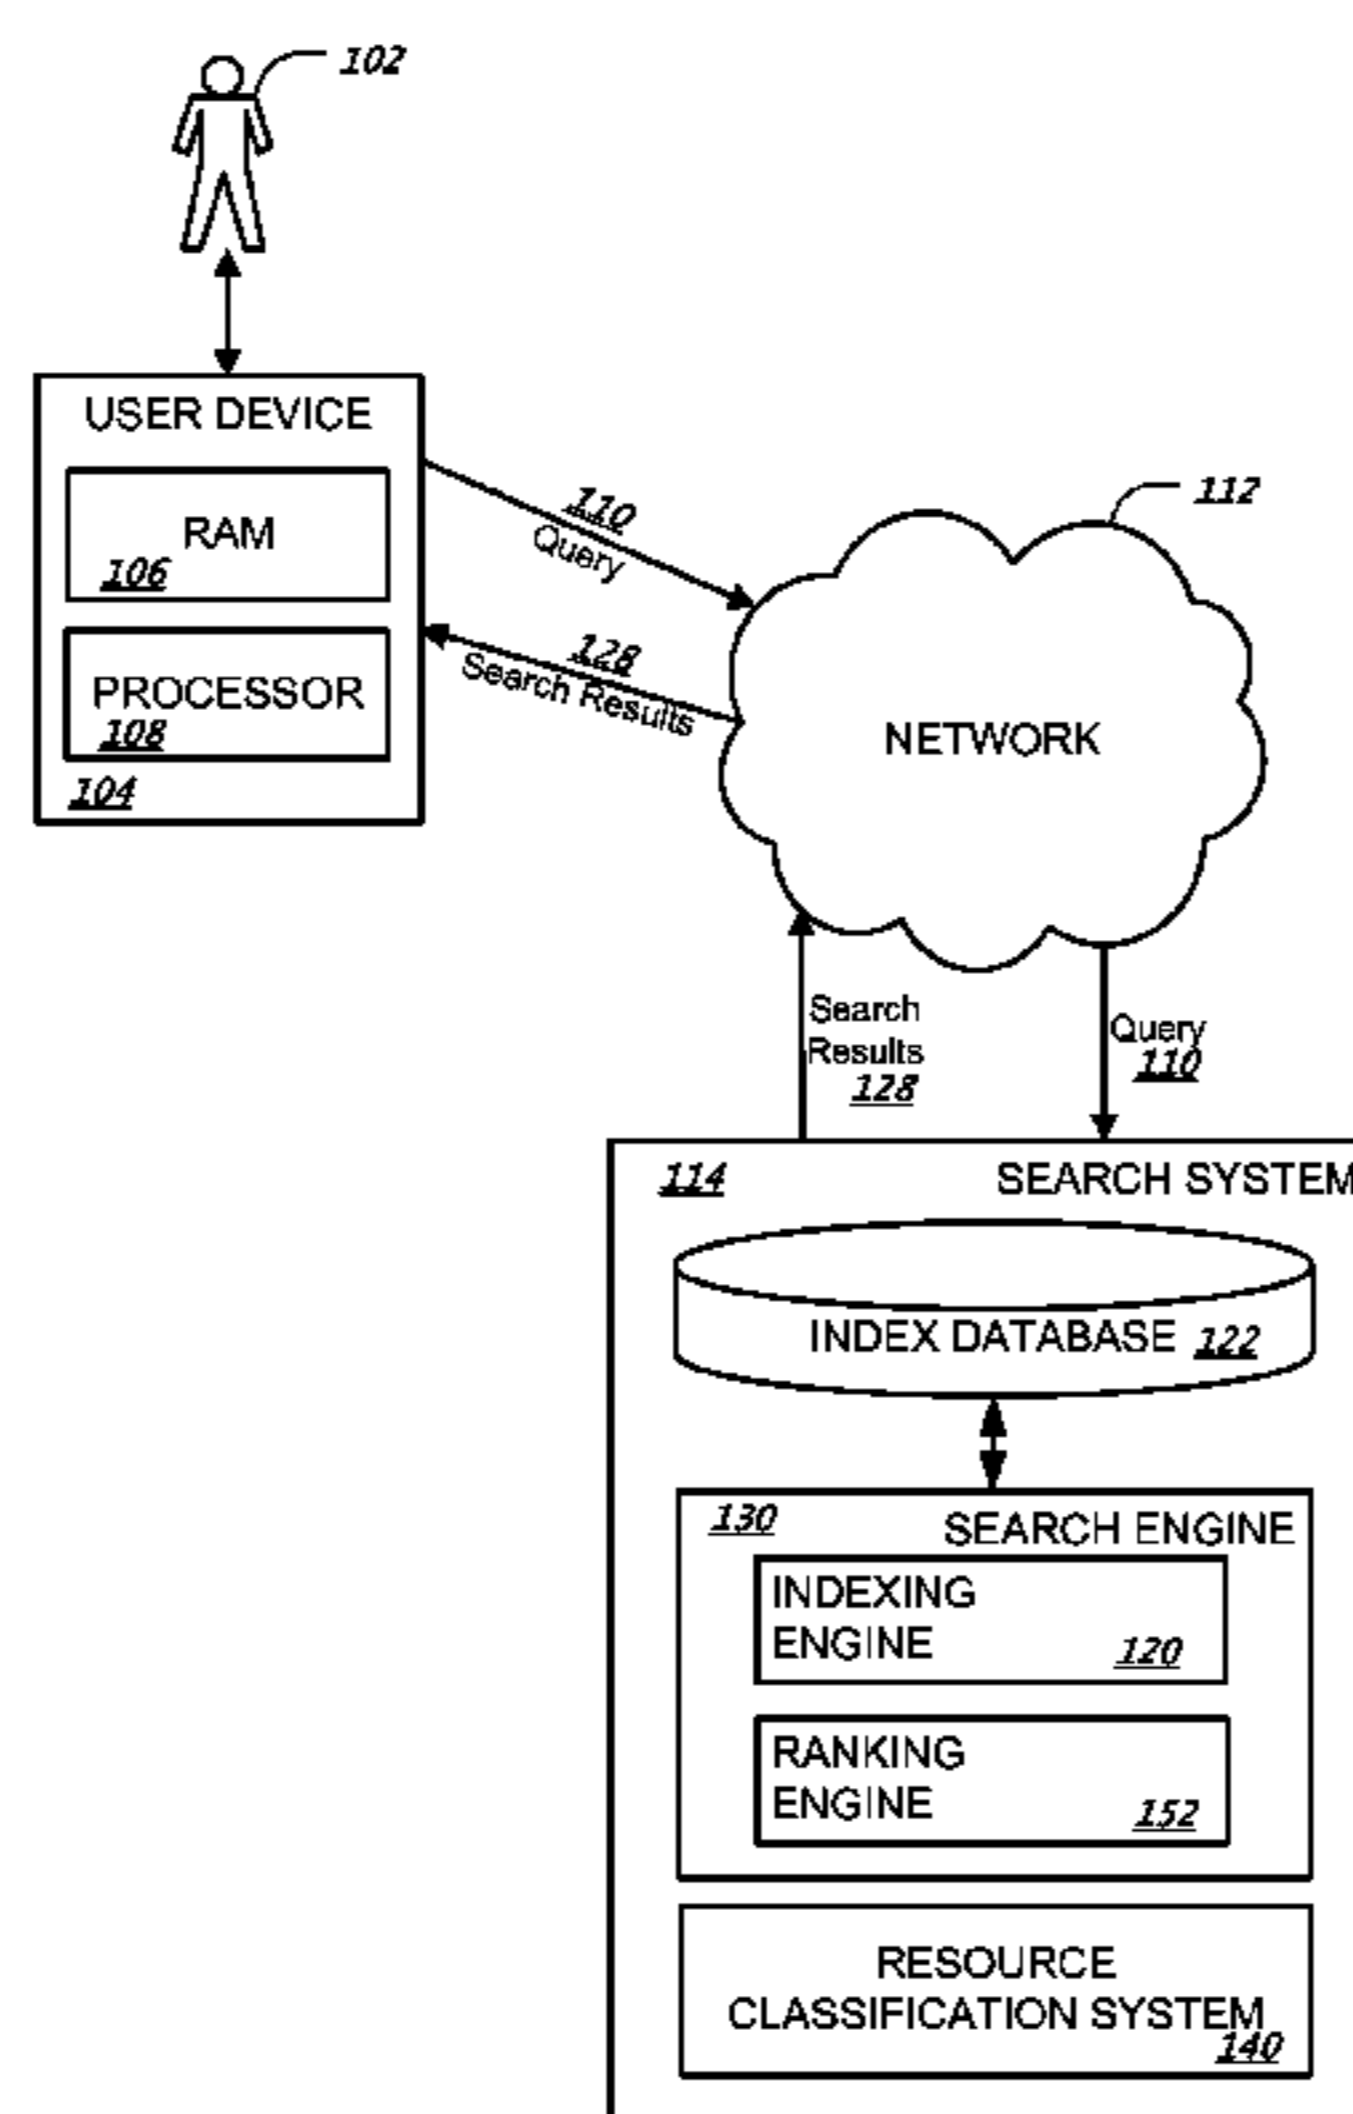 102
USER DEVICE
RAM
106
PROCESSOR
108
104
110
Query
128
Search Results
112
NETWORK
Search
Results
128
Query
110
114
SEARCH SYSTEM
INDEX DATABASE 122
130
SEARCH ENGINE
INDEXING
ENGINE 120
RANKING
ENGINE 152
RESOURCE
CLASSIFICATION SYSTEM
140